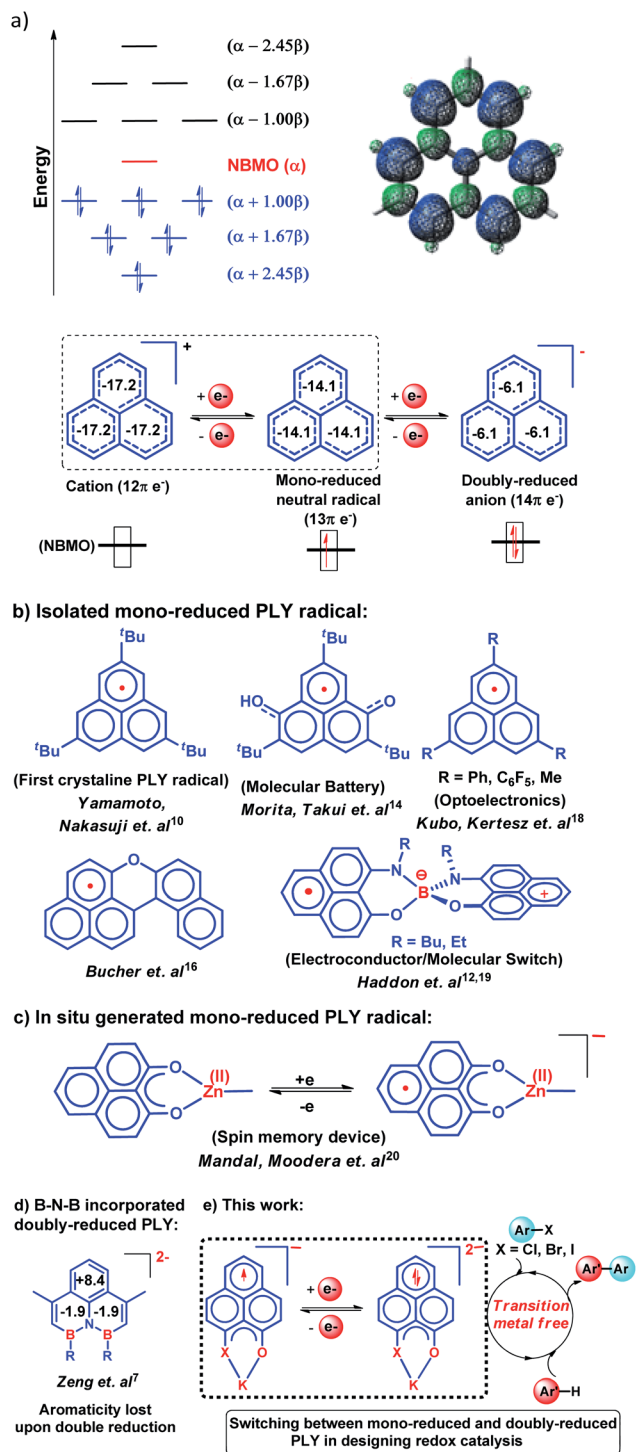 a)
Energy
(α − 2.45β)
(α − 1.67β)
(α − 1.00β)
NBMO (α)
(α + 1.00β)
(α + 1.67β)
(α + 2.45β)
+
-
-17.2
-17.2 -17.2
+ e-
- e-
-14.1
-14.1 -14.1
+ e-
- e-
-6.1
-6.1 -6.1
Cation (12π e-)
Mono-reduced
neutral radical
(13π e-)
Doubly-reduced
anion (14π e-)
(NBMO)
b) Isolated mono-reduced PLY radical:
tBu
tBu tBu
(First crystaline PLY radical)
Yamamoto,
Nakasuji et. al10
tBu
HO O
tBu tBu
(Molecular Battery)
Morita, Takui et. al14
R
R R
R = Ph, C6F5, Me
(Optoelectronics)
Kubo, Kertesz et. al18
O
Bucher et. al16
R R
N N
B ⊖
O O
+
R = Bu, Et
(Electroconductor/Molecular Switch)
Haddon et. al12,19
c) In situ generated mono-reduced PLY radical:
O (II)
Zn
O
+e
-e
O (II)
Zn
O
−
(Spin memory device)
Mandal, Moodera et. al20
d) B-N-B incorporated
doubly-reduced PLY:
2-
+8.4
-1.9 -1.9
N
B B
R R
Zeng et. al7
Aromaticity lost
upon double reduction
e) This work:
−
X O
K
+ e-
- e-
2−
X O
K
Ar—X
X = Cl, Br, I
Ar'—Ar
Transition
metal free
Ar'—H
Switching between mono-reduced and doubly-reduced
PLY in designing redox catalysis